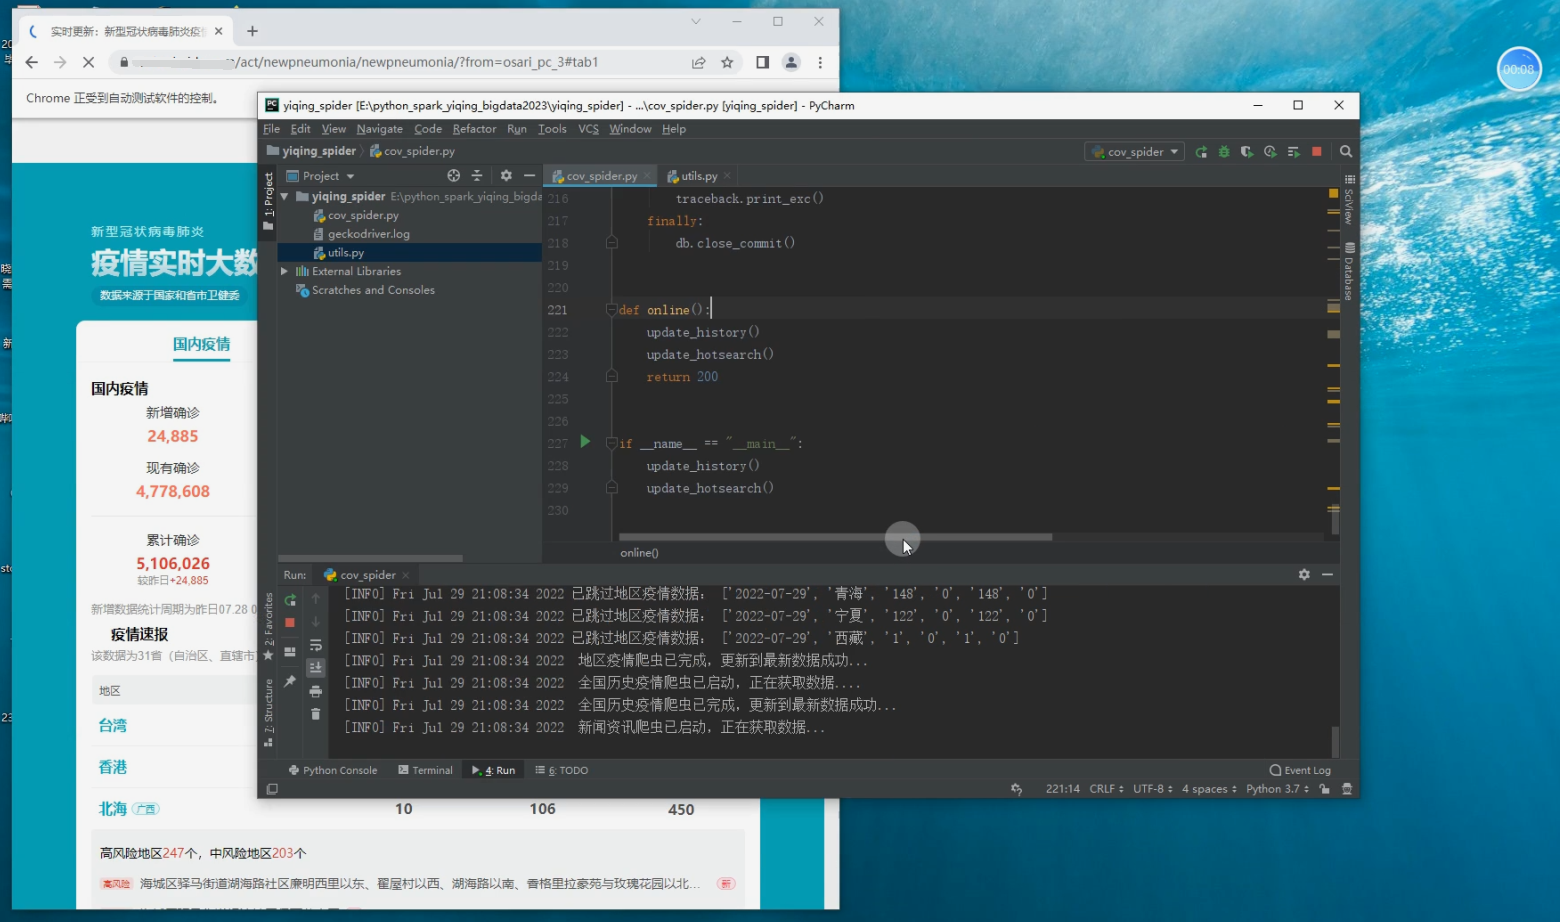 实时更新：新型冠状病毒肺炎疫情
/act/newpneumonia/newpneumonia/?from=osari_pc_3#tab1
Chrome 正受到自动测试软件的控制。
00:08
yiqing_spider [E:\python_spark_yiqing_bigdata2023\yiqing_spider] - ...\cov_spider.py [yiqing_spider] - PyCharm
File Edit View Navigate Code Refactor Run Tools VCS Window Help
yiqing_spider cov_spider.py
cov_spider
1: Project
Project
cov_spider.py
utils.py
yiqing_spider E:\python_spark_yiqing_bigda
cov_spider.py
geckodriver.log
utils.py
External Libraries
Scratches and Consoles
216 traceback.print_exc()
217 finally:
218 db.close_commit()
219
220
221 def online():
222 update_history()
223 update_hotsearch()
224 return 200
225
226
227 if __name__ == "__main__":
228 update_history()
229 update_hotsearch()
230
online()
SciView
Database
Run: cov_spider
[INFO] Fri Jul 29 21:08:34 2022 已跳过地区疫情数据： ['2022-07-29', '青海', '148', '0', '148', '0']
[INFO] Fri Jul 29 21:08:34 2022 已跳过地区疫情数据： ['2022-07-29', '宁夏', '122', '0', '122', '0']
[INFO] Fri Jul 29 21:08:34 2022 已跳过地区疫情数据： ['2022-07-29', '西藏', '1', '0', '1', '0']
[INFO] Fri Jul 29 21:08:34 2022 地区疫情爬虫已完成，更新到最新数据成功...
[INFO] Fri Jul 29 21:08:34 2022 全国历史疫情爬虫已启动，正在获取数据....
[INFO] Fri Jul 29 21:08:34 2022 全国历史疫情爬虫已完成，更新到最新数据成功...
[INFO] Fri Jul 29 21:08:34 2022 新闻资讯爬虫已启动，正在获取数据...
2: Favorites
7: Structure
Python Console Terminal 4: Run 6: TODO Event Log
221:14 CRLF UTF-8 4 spaces Python 3.7
新型冠状病毒肺炎
疫情实时大数
数据来源于国家和省市卫健委
国内疫情
国内疫情
新增确诊
24,885
现有确诊
4,778,608
累计确诊
5,106,026
较昨日+24,885
新增数据统计周期为昨日07.28 0
疫情速报
该数据为31省（自治区、直辖市
地区
台湾
香港
北海 广西 10 106 450
高风险地区247个，中风险地区203个
高风险 海城区驿马街道湖海路社区廉明西里以东、翟屋村以西、湖海路以南、香格里拉豪苑与玫瑰花园以北... 新